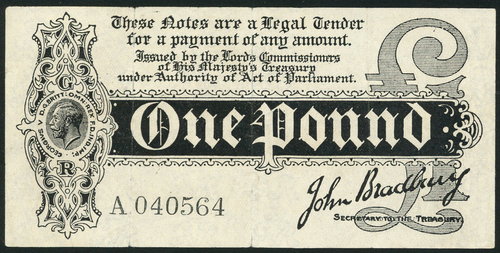 These Notes are a Legal Tender
for a payment of any amount.
Issued by the Lords Commissioners
of His Majesty's Treasury
under Authority of Act of Parliament.
£
G
R
One Pound
£1
A 040564
John Bradbury
SECRETARY TO THE TREASURY.